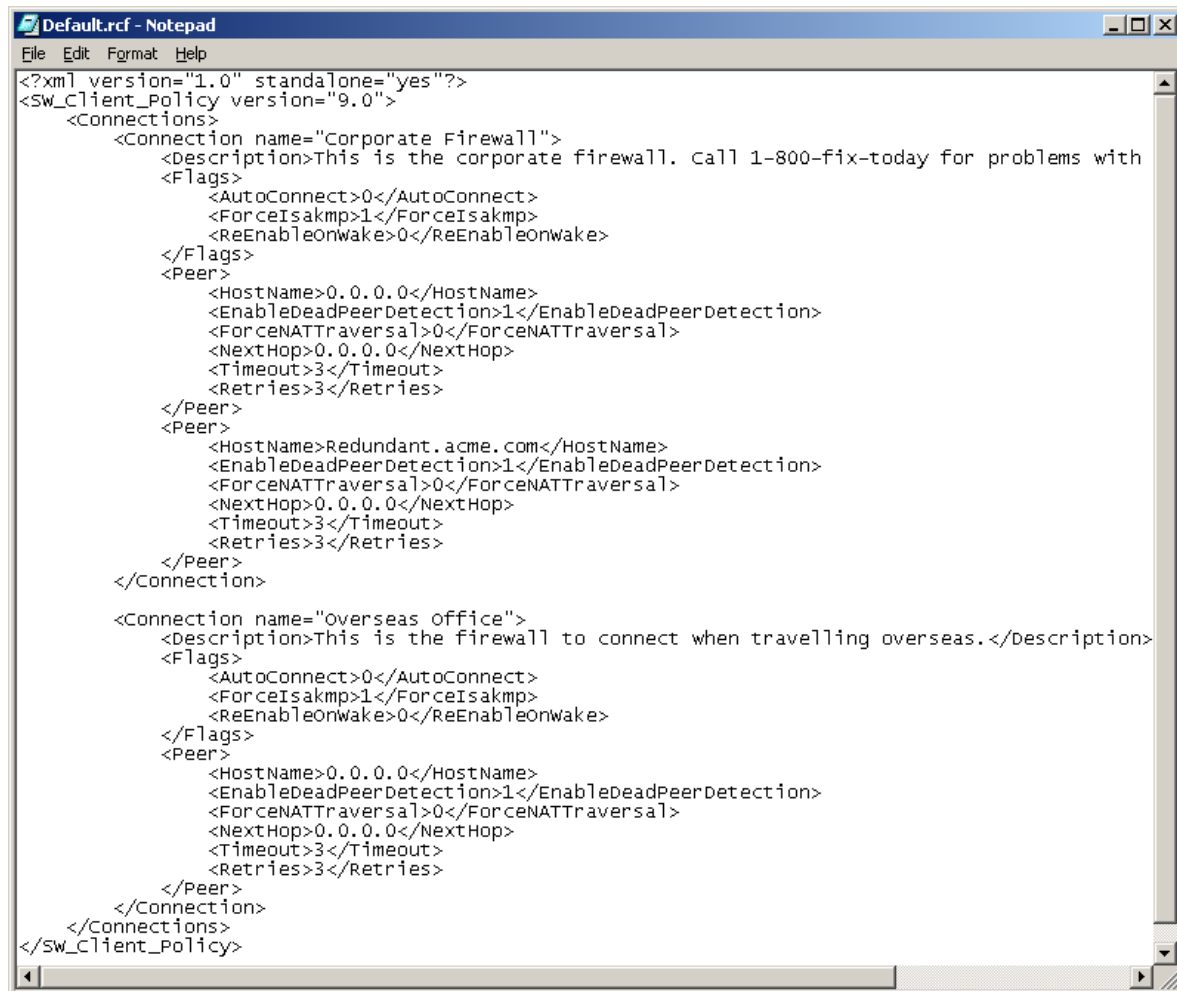 Default.rcf - Notepad
File Edit Format Help
<?xml version="1.0" standalone="yes"?>
<SW_Client_Policy version="9.0">
    <Connections>
        <Connection name="Corporate Firewall">
            <Description>This is the corporate firewall. Call 1-800-fix-today for problems with
            <Flags>
                <AutoConnect>0</AutoConnect>
                <ForceIsakmp>1</ForceIsakmp>
                <ReEnableOnWake>0</ReEnableOnWake>
            </Flags>
            <Peer>
                <HostName>0.0.0.0</HostName>
                <EnableDeadPeerDetection>1</EnableDeadPeerDetection>
                <ForceNATTraversal>0</ForceNATTraversal>
                <NextHop>0.0.0.0</NextHop>
                <Timeout>3</Timeout>
                <Retries>3</Retries>
            </Peer>
            <Peer>
                <HostName>Redundant.acme.com</HostName>
                <EnableDeadPeerDetection>1</EnableDeadPeerDetection>
                <ForceNATTraversal>0</ForceNATTraversal>
                <NextHop>0.0.0.0</NextHop>
                <Timeout>3</Timeout>
                <Retries>3</Retries>
            </Peer>
        </Connection>
        <Connection name="Overseas Office">
            <Description>This is the firewall to connect when travelling overseas.</Description>
            <Flags>
                <AutoConnect>0</AutoConnect>
                <ForceIsakmp>1</ForceIsakmp>
                <ReEnableOnWake>0</ReEnableOnWake>
            </Flags>
            <Peer>
                <HostName>0.0.0.0</HostName>
                <EnableDeadPeerDetection>1</EnableDeadPeerDetection>
                <ForceNATTraversal>0</ForceNATTraversal>
                <NextHop>0.0.0.0</NextHop>
                <Timeout>3</Timeout>
                <Retries>3</Retries>
            </Peer>
        </Connection>
    </Connections>
</SW_Client_Policy>